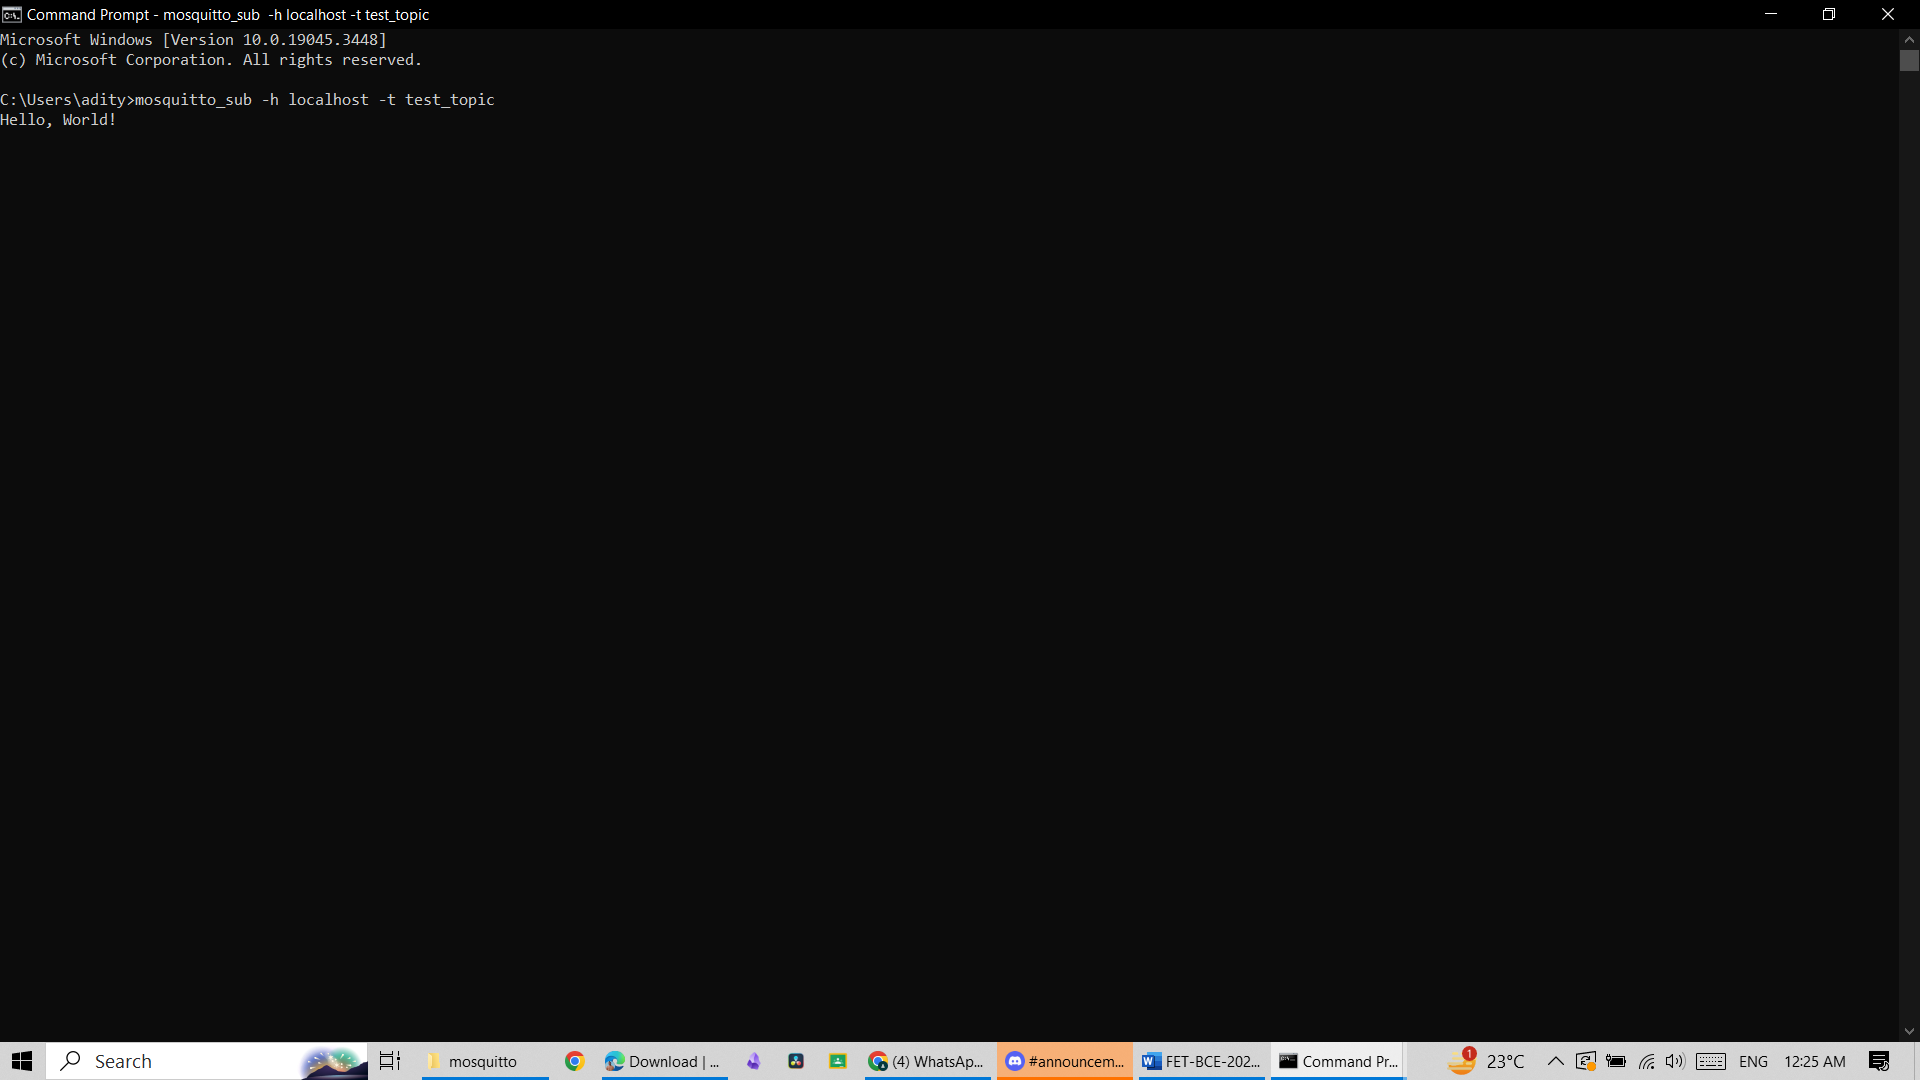 Command Prompt - mosquitto_sub  -h localhost -t test_topic
Microsoft Windows [Version 10.0.19045.3448]
(c) Microsoft Corporation. All rights reserved.
C:\Users\adity>mosquitto_sub -h localhost -t test_topic
Hello, World!
Search
mosquitto
Download | ...
(4) WhatsAp...
#announcem...
FET-BCE-202...
Command Pr...
1
23°C
ENG
12:25 AM